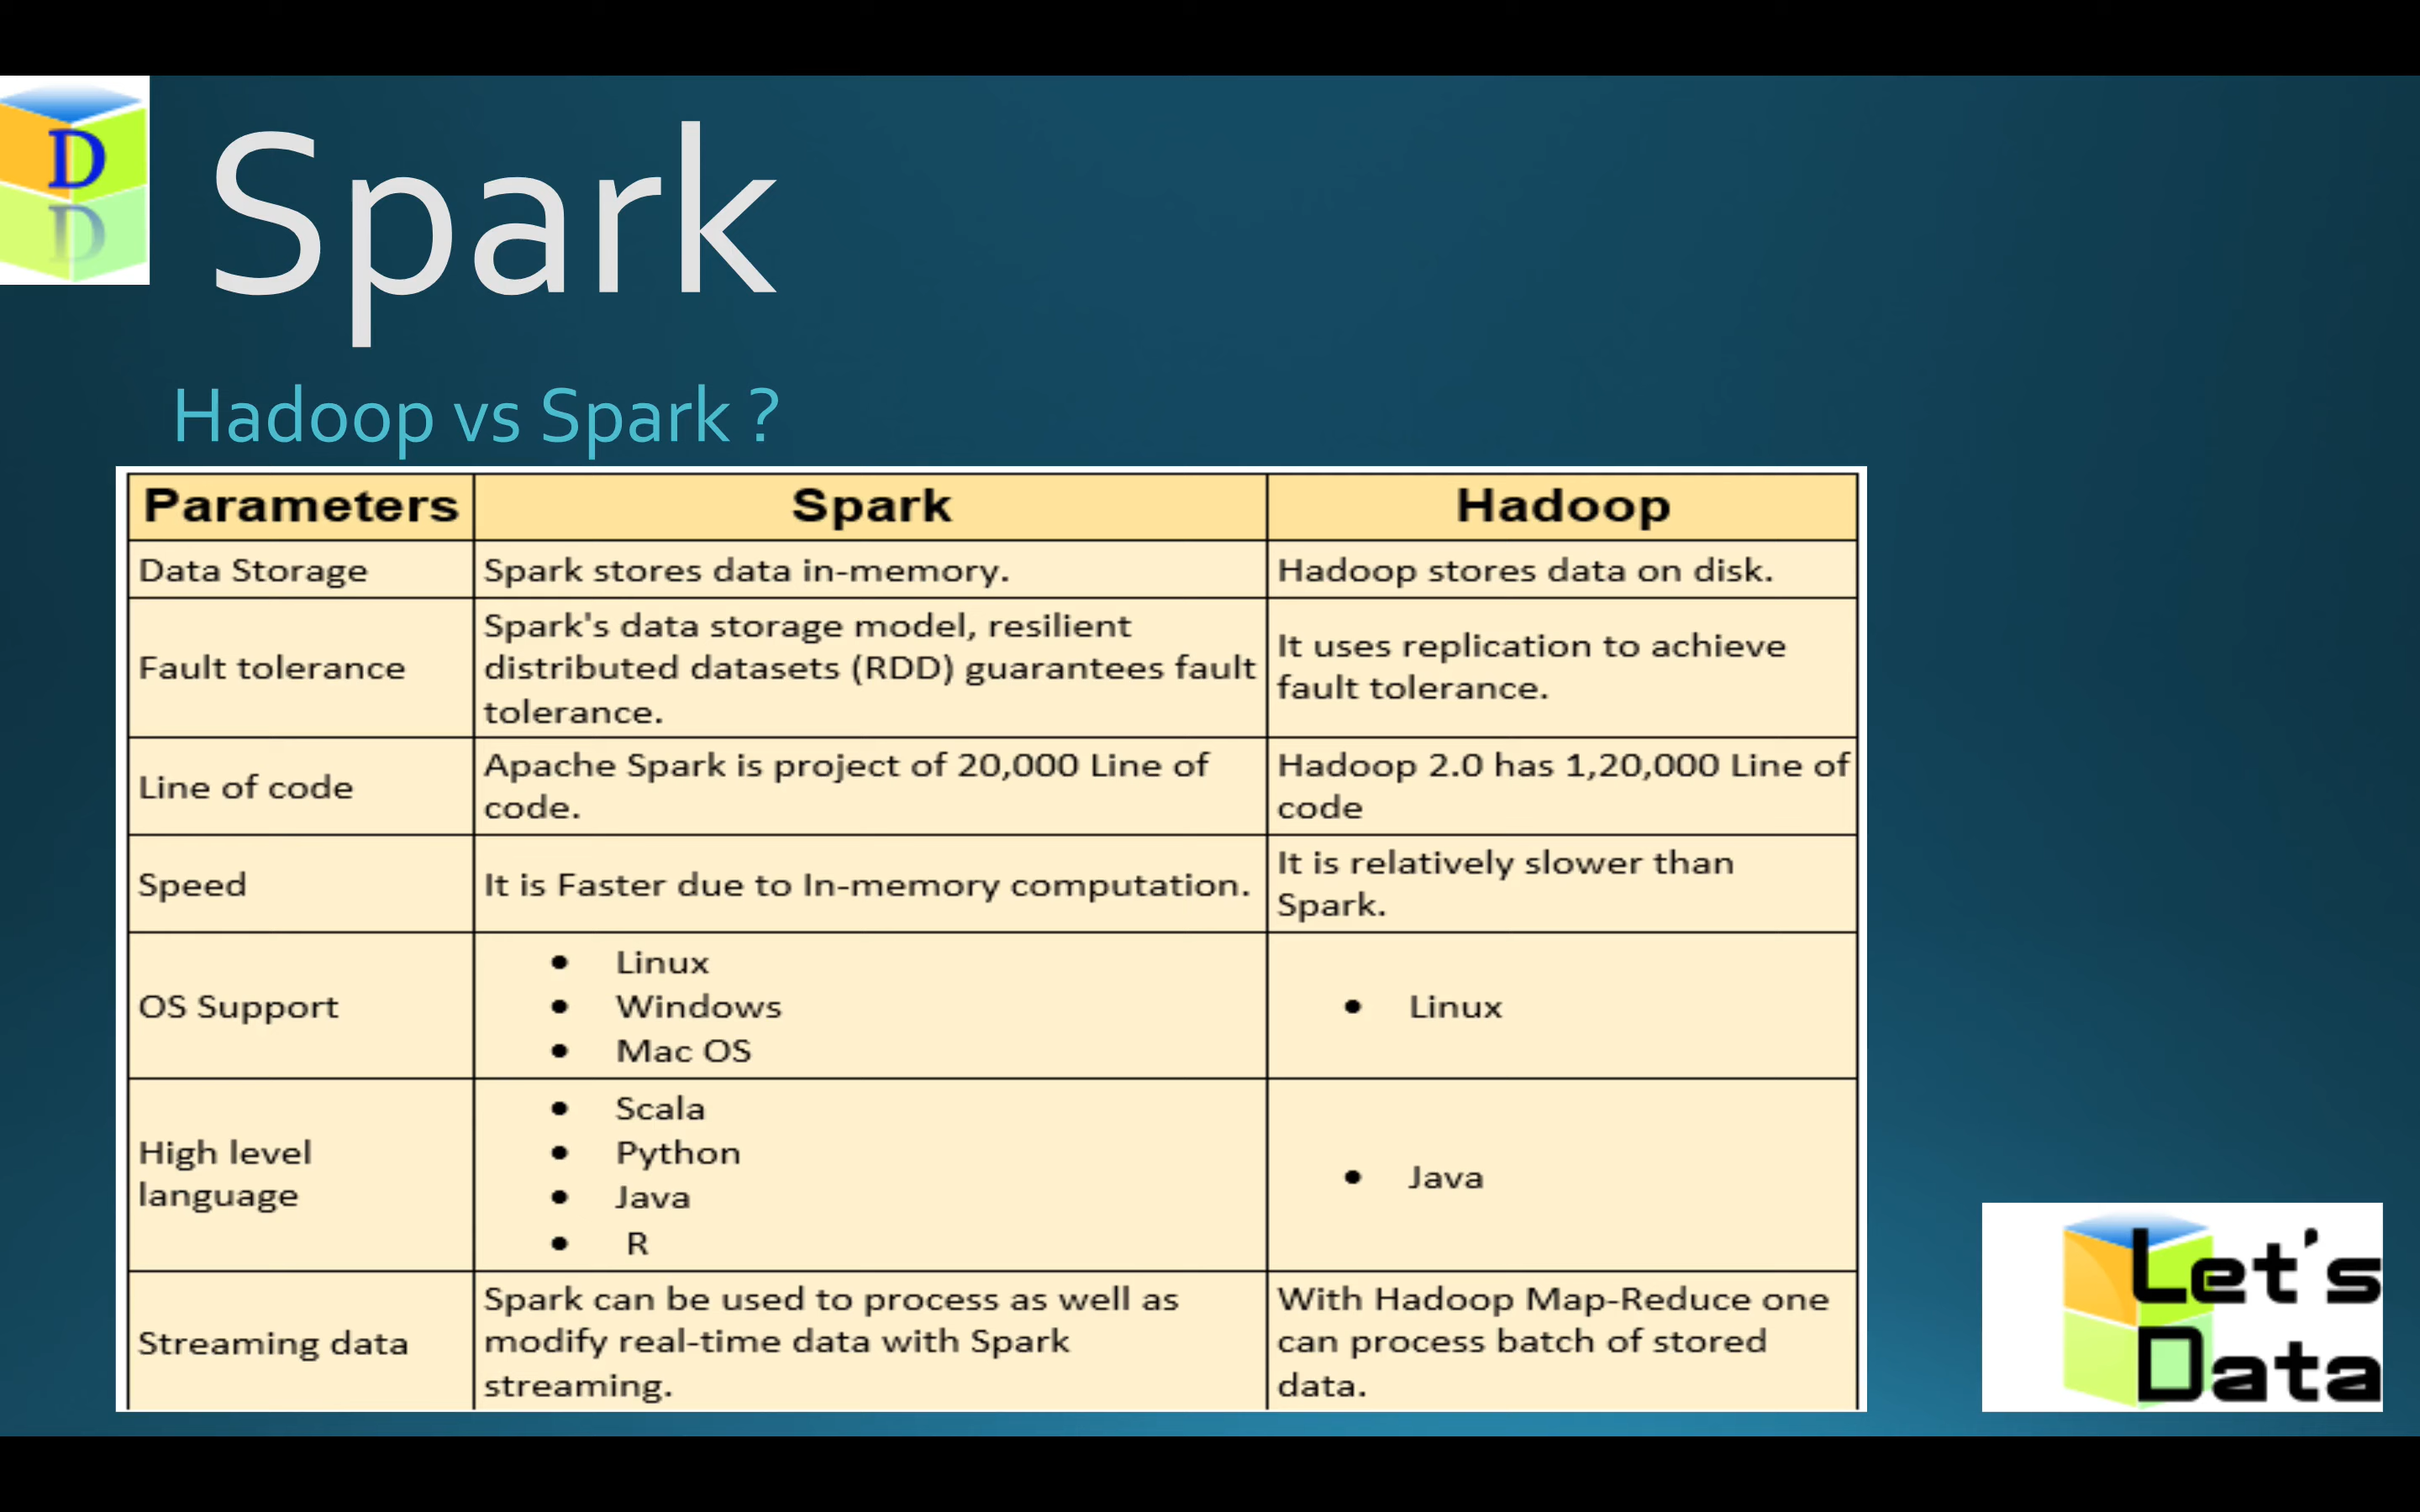 D
D
Spark
Hadoop vs Spark ?
Parameters
Spark
Hadoop
Data Storage
Spark stores data in-memory.
Hadoop stores data on disk.
Fault tolerance
Spark's data storage model, resilient
distributed datasets (RDD) guarantees fault
tolerance.
It uses replication to achieve
fault tolerance.
Line of code
Apache Spark is project of 20,000 Line of
code.
Hadoop 2.0 has 1,20,000 Line of
code
Speed
It is Faster due to In-memory computation.
It is relatively slower than
Spark.
OS Support
• Linux
• Windows
• Mac OS
• Linux
High level
language
• Scala
• Python
• Java
• R
• Java
Streaming data
Spark can be used to process as well as
modify real-time data with Spark
streaming.
With Hadoop Map-Reduce one
can process batch of stored
data.
Let's
Data